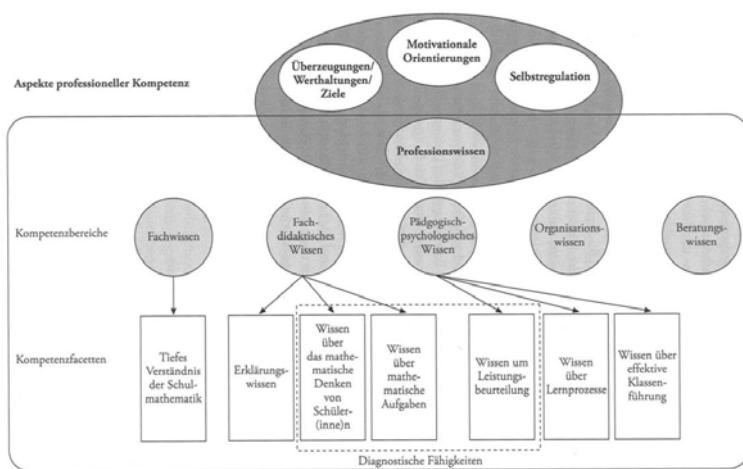 Motivationale
Orientierungen
Überzeugungen/
Werthaltungen/
Ziele
Selbstregulation
Aspekte professioneller Kompetenz
Professionswissen
Kompetenzbereiche
Fachwissen
Fach-
didaktisches
Wissen
Pädgogisch-
psychologisches
Wissen
Organisations-
wissen
Beratungs-
wissen
Kompetenzfacetten
Tiefes
Verständnis
der Schul-
mathematik
Erklärungs-
wissen
Wissen
über
das mathe-
matische
Denken
von
Schüler-
(inne)n
Wissen
über
mathe-
matische
Aufgaben
Wissen um
Leistungs-
beurteilung
Wissen
über
Lernprozesse
Wissen über
effektive
Klassen-
führung
Diagnostische Fähigkeiten